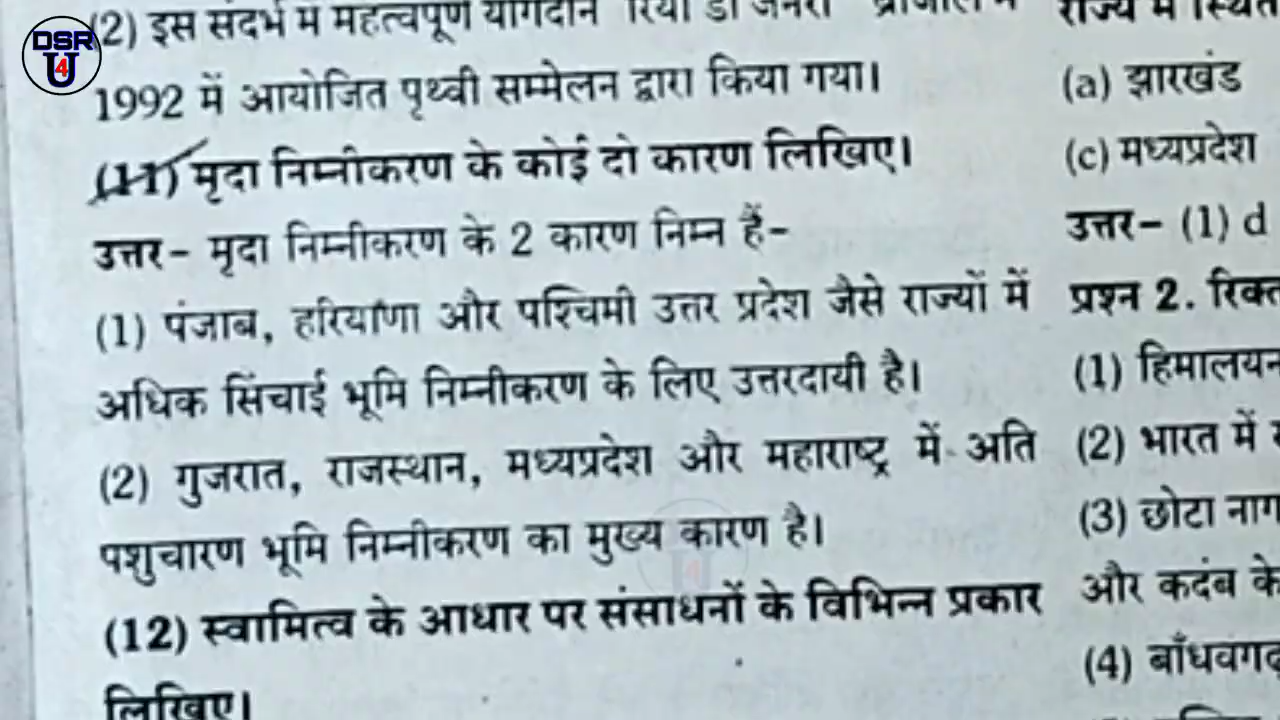 DSR
U
4
(2) इस संदर्भ में महत्वपूर्ण योगदान रियो डी
1992 में आयोजित पृथ्वी सम्मेलन द्वारा किया गया।
(11) मृदा निम्नीकरण के कोई दो कारण लिखिए।
उत्तर- मृदा निम्नीकरण के 2 कारण निम्न हैं-
(1) पंजाब, हरियाणा और पश्चिमी उत्तर प्रदेश जैसे राज्यों में
अधिक सिंचाई भूमि निम्नीकरण के लिए उत्तरदायी है।
(2) गुजरात, राजस्थान, मध्यप्रदेश और महाराष्ट्र में अति
पशुचारण भूमि निम्नीकरण का मुख्य कारण है।
(12) स्वामित्व के आधार पर संसाधनों के विभिन्न प्रकार
लिखिए।
राज्य में स्थित
(a) झारखंड
(c) मध्यप्रदेश
उत्तर- (1) d
प्रश्न 2. रिक्त
(1) हिमालयन
(2) भारत में
(3) छोटा नाग
और कदंब के
(4) बाँधवगढ़